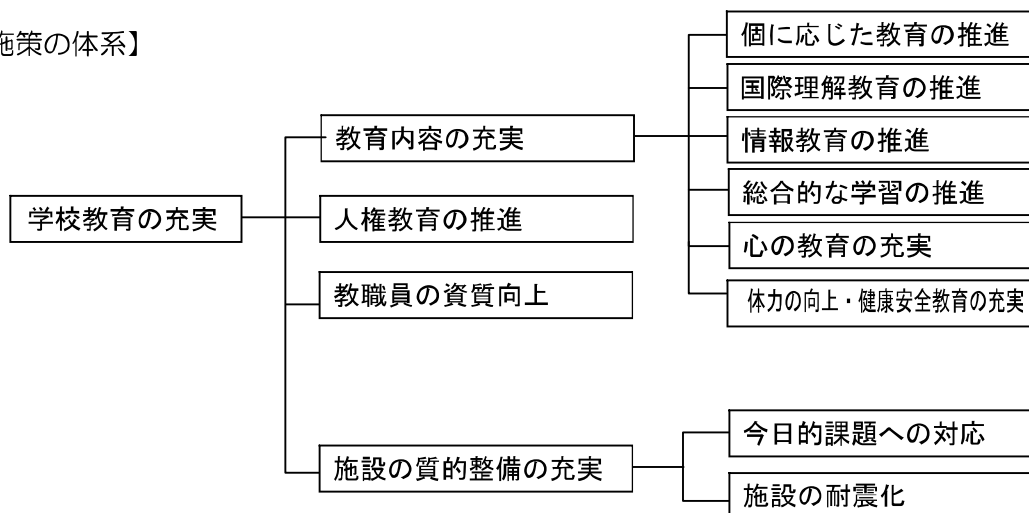 施策の体系】
個に応じた教育の推進
国際理解教育の推進
教育内容の充実
情報教育の推進
総合的な学習の推進
学校教育の充実
人権教育の推進
心の教育の充実
教職員の資質向上
体力の向上・健康安全教育の充実
今日的課題への対応
施設の質的整備の充実
施設の耐震化